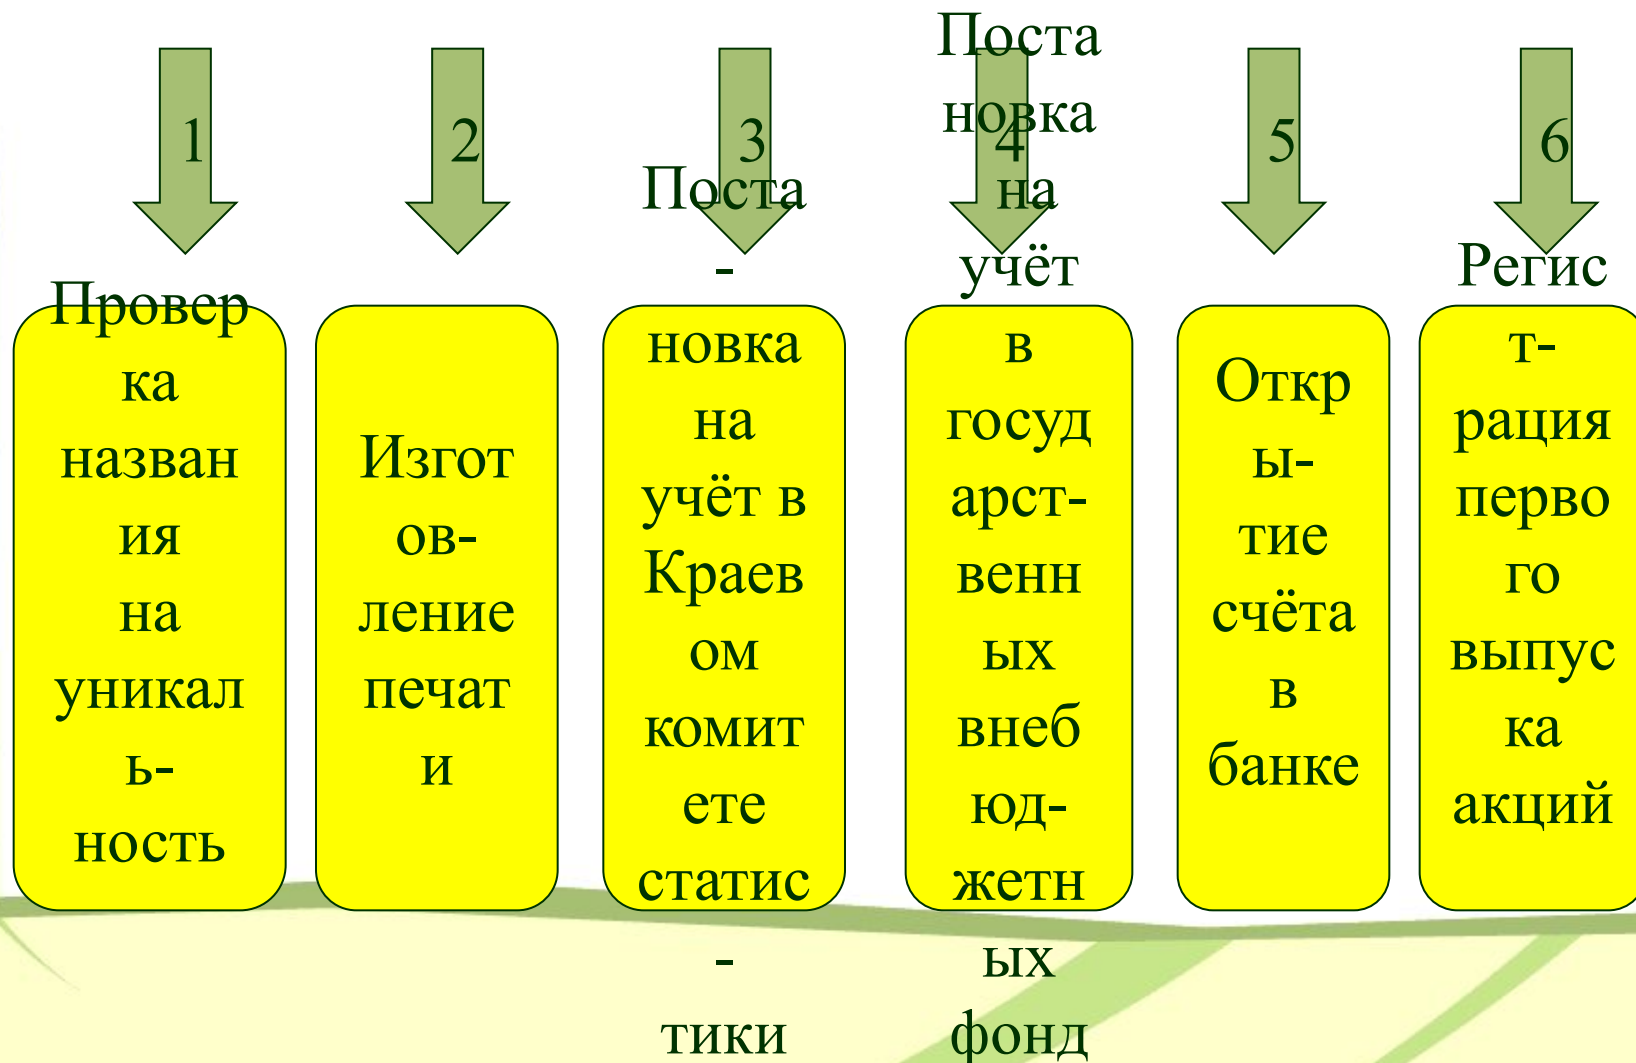 1
Провер
ка
назван
ия
на
уникал
ь-
ность
2
Изгот
ов-
ление
печат
и
3
Поста
-
новка
на
учёт в
Краев
ом
комит
ете
статис
-
тики
4
Поста
новка
на
учёт
в
госуд
арст-
венн
ых
внеб
юд-
жетн
ых
фонд
5
Откр
ы-
тие
счёта
в
банке
6
Регис
т-
рация
перво
го
выпус
ка
акций